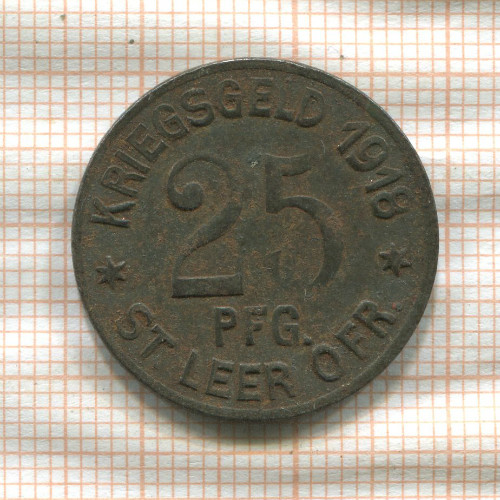 KRIEGSGELD 1918
25
PFG.
ST. LEER OFR.